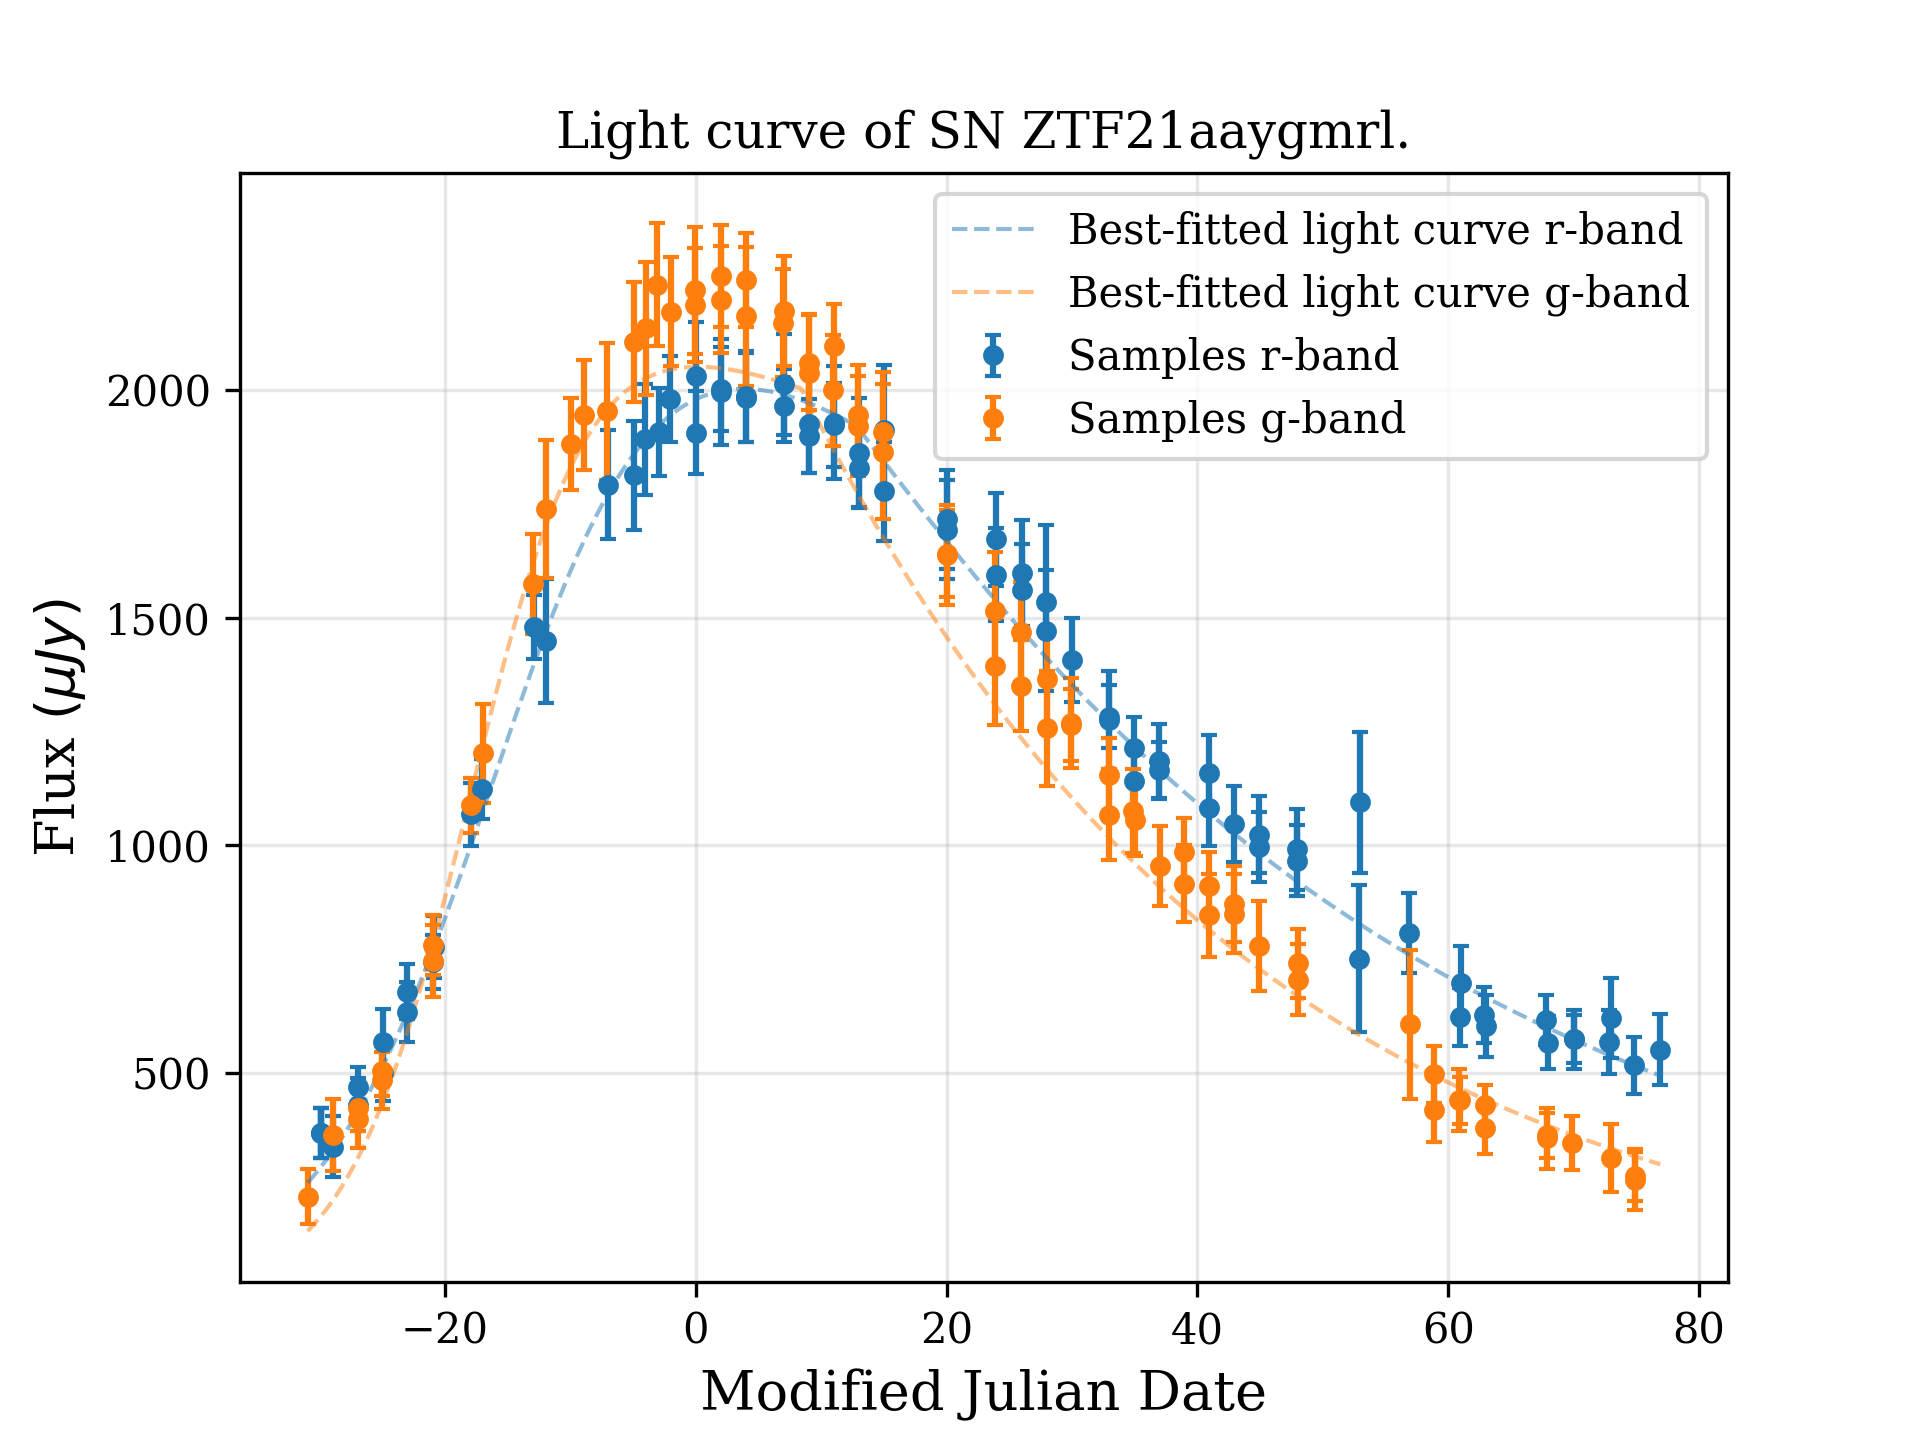 Light curve of SN ZTF21aaygmrl.
Best-fitted light curve r-band
Best-fitted light curve g-band
Samples r-band
Samples g-band
2000
1500
1000
500
Flux (μJy)
−20 0 20 40 60 80
Modified Julian Date